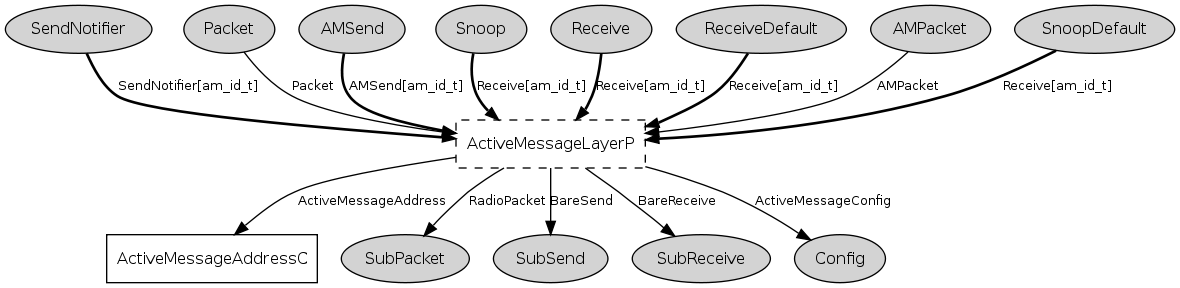 SendNotifier
Packet
AMSend
Snoop
Receive
ReceiveDefault
AMPacket
SnoopDefault
SendNotifier[am_id_t]
Packet
AMSend[am_id_t]
Receive[am_id_t]
Receive[am_id_t]
Receive[am_id_t]
AMPacket
Receive[am_id_t]
ActiveMessageLayerP
ActiveMessageAddress
RadioPacket
BareSend
BareReceive
ActiveMessageConfig
ActiveMessageAddressC
SubPacket
SubSend
SubReceive
Config